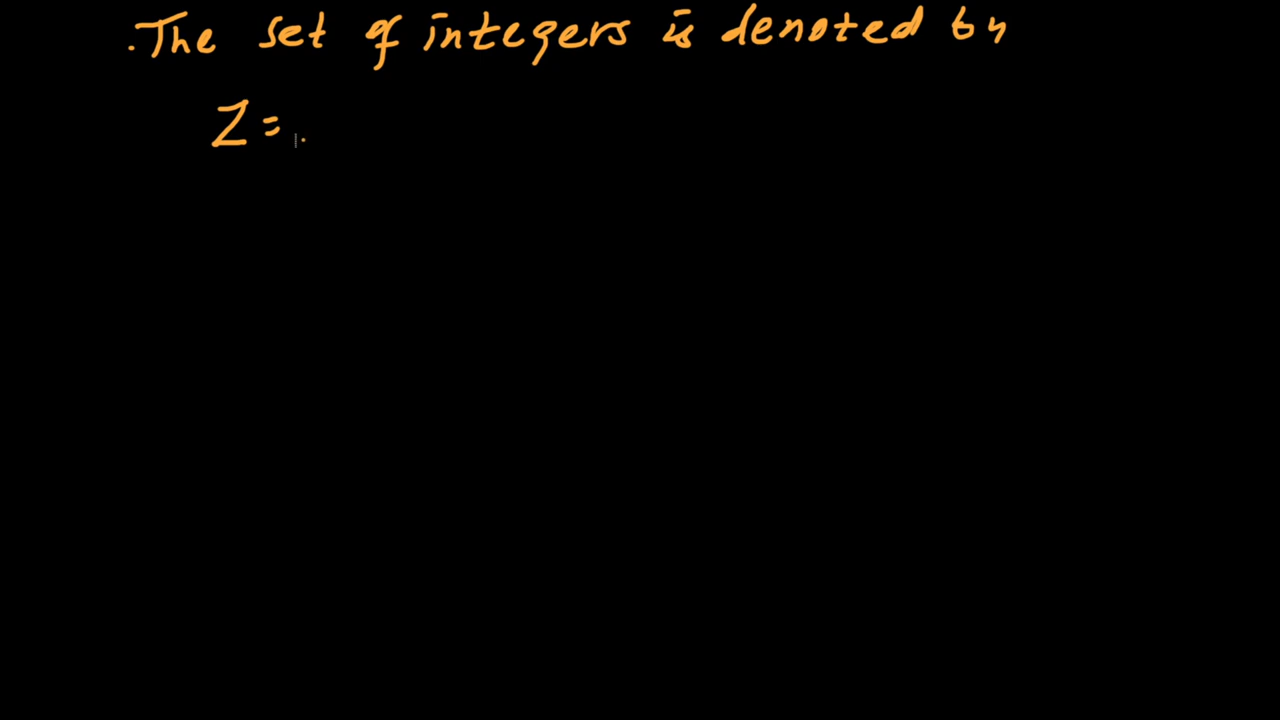 .The set of integers is denoted by
Z = .